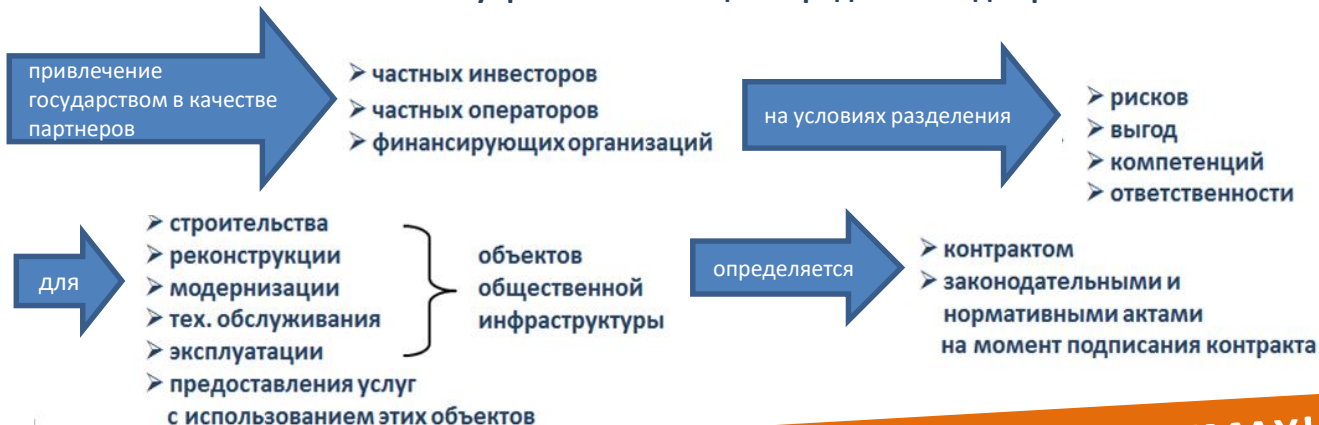 привлечение
государством в качестве
партнеров
➢ частных инвесторов
➢ частных операторов
➢ финансирующих организаций
на условиях разделения
➢ рисков
➢ выгод
➢ компетенций
➢ ответственности
для
➢ строительства
➢ реконструкции
➢ модернизации
➢ тех. обслуживания
➢ эксплуатации
➢ предоставления услуг
с использованием этих объектов
объектов
общественной
инфраструктуры
определяется
➢ контрактом
➢ законодательными и
нормативными актами
на момент подписания контракта